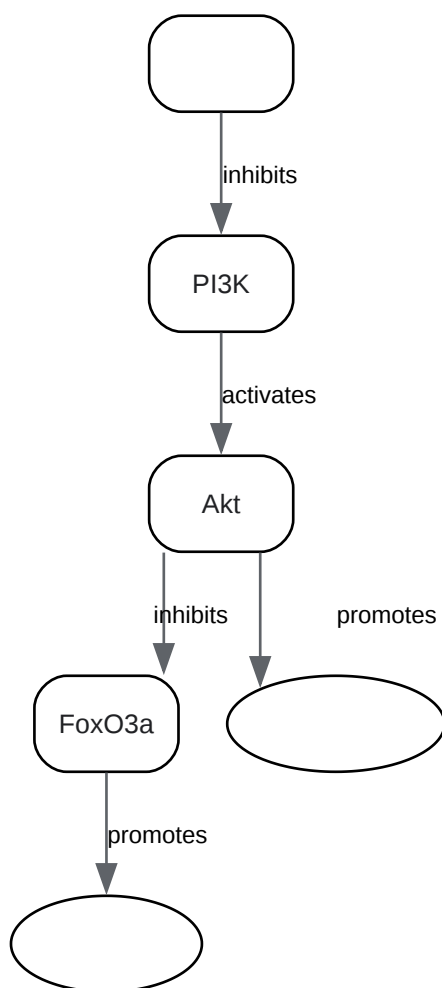 inhibits
PI3K
activates
Akt
inhibits
promotes
FoxO3a
promotes